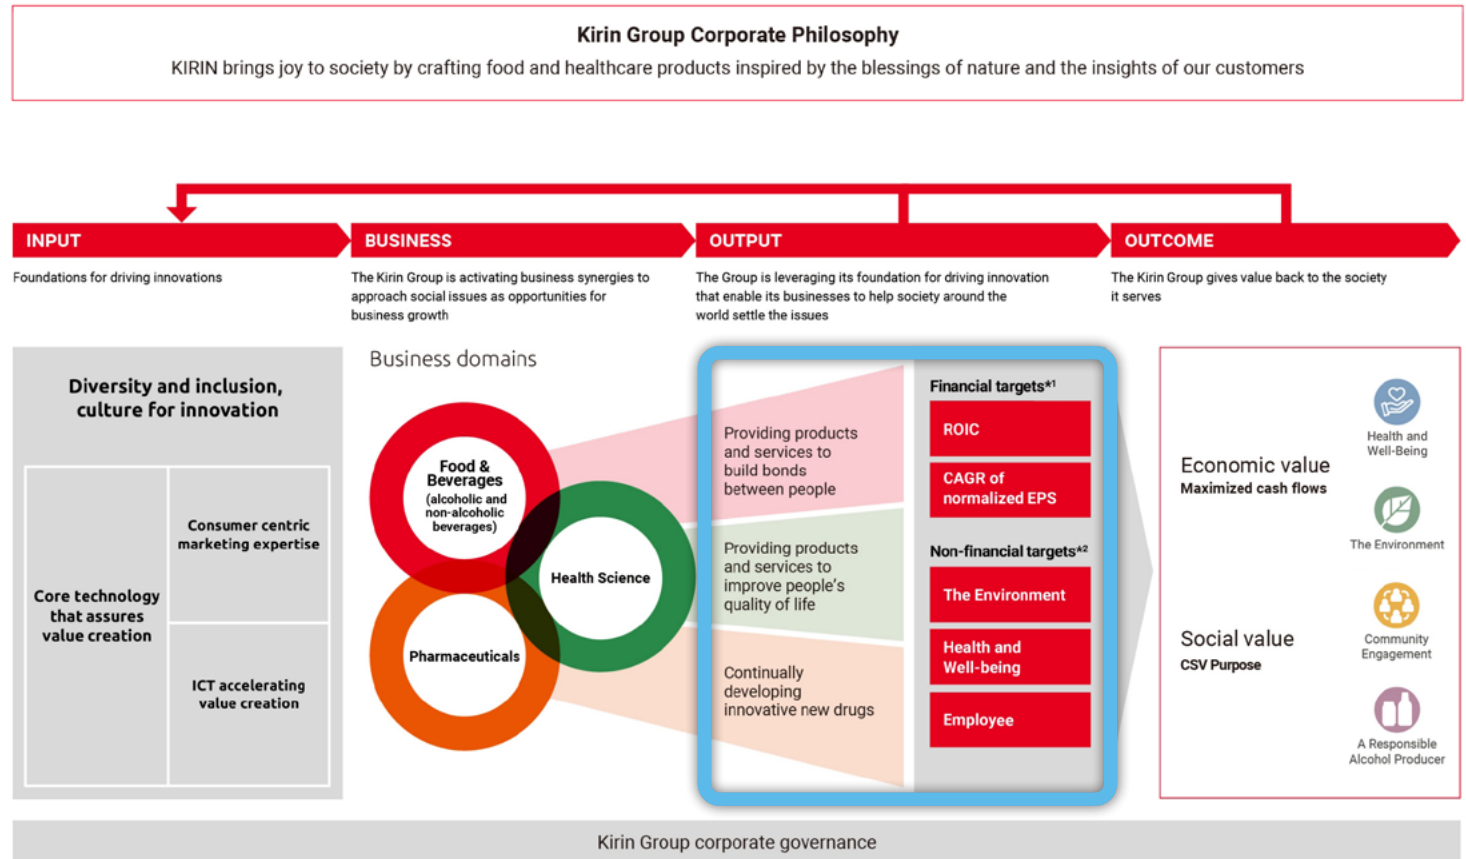 Kirin Group Corporate Philosophy
KIRIN brings joy to society by crafting food and healthcare products inspired by the blessings of nature and the insights of our customers
INPUT
Foundations for driving innovations
BUSINESS
The Kirin Group is activating business synergies to
approach social issues as opportunities for
business growth
OUTPUT
The Group is leveraging its foundation for driving innovation
that enable its businesses to help society around the
world settle the issues
OUTCOME
The Kirin Group gives value back to the society
it serves
Diversity and inclusion,
culture for innovation
Core technology
that assures
value creation
Consumer centric
marketing expertise
ICT accelerating
value creation
Business domains
Food &
Beverages
(alcoholic and
non-alcoholic
beverages)
Health Science
Pharmaceuticals
Providing products
and services to
build bonds
between people
Providing products
and services to
improve people's
quality of life
Continually
developing
innovative new drugs
Financial targets*1
ROIC
CAGR of
normalized EPS
Non-financial targets*2
The Environment
Health and
Well-being
Employee
Economic value
Maximized cash flows
Social value
CSV Purpose
Health and
Well-Being
The Environment
Community
Engagement
A Responsible
Alcohol Producer
Kirin Group corporate governance